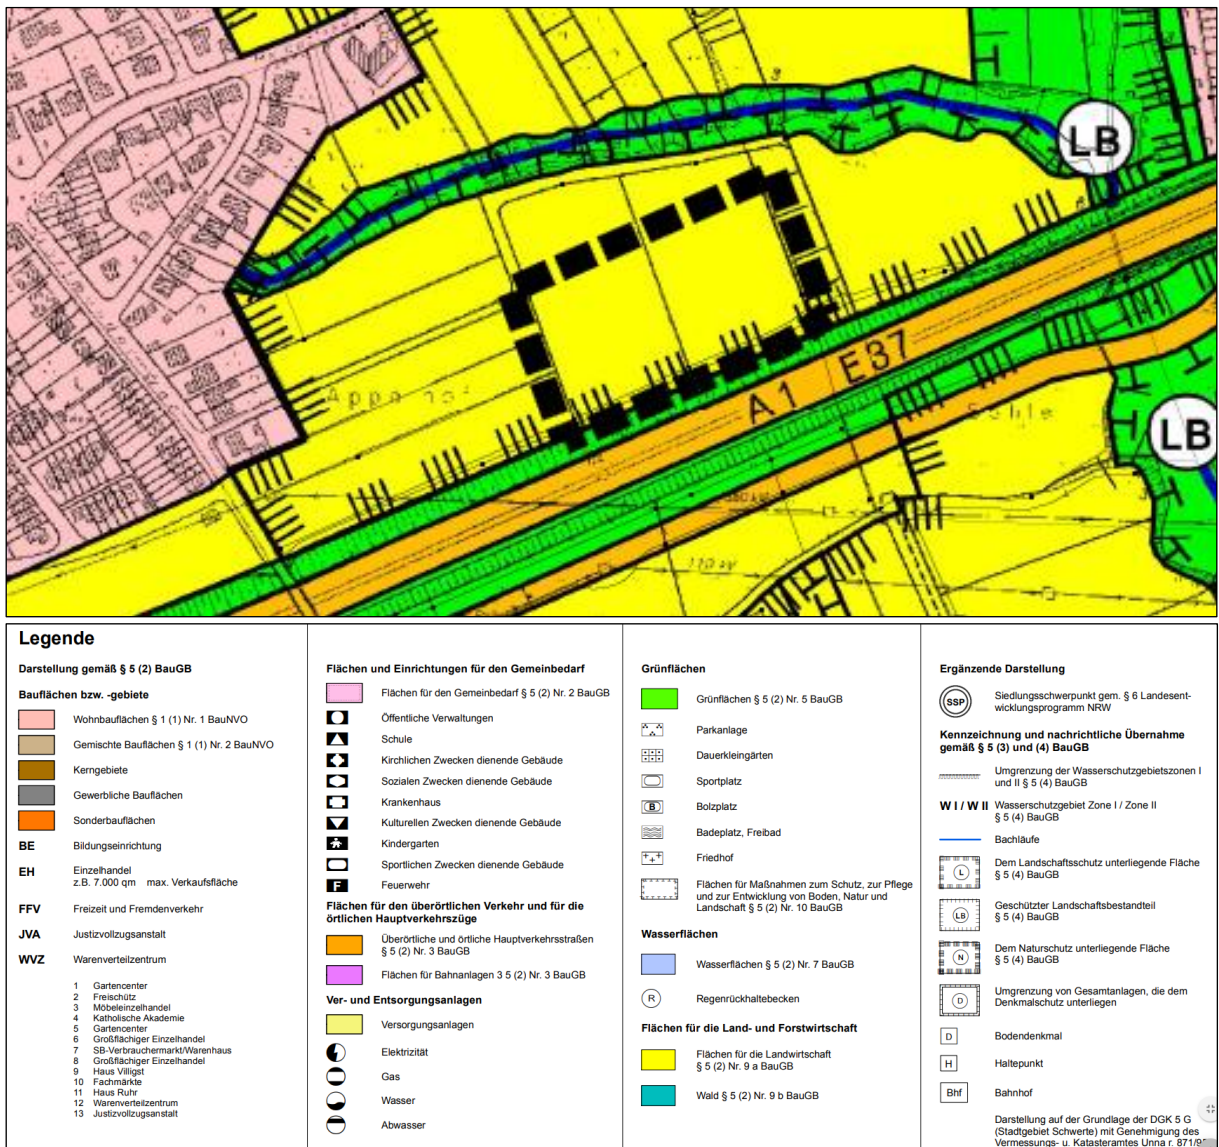 LB
E37
A1
LB
110 kV
Legende
Darstellung gemäß § 5 (2) BauGB
Bauflächen bzw. -gebiete
Wohnbauflächen § 1 (1) Nr. 1 BauNVO
Gemischte Bauflächen § 1 (1) Nr. 2 BauNVO
Kerngebiete
Gewerbliche Bauflächen
Sonderbauflächen
BE Bildungseinrichtung
EH Einzelhandel
z.B. 7.000 qm max. Verkaufsfläche
FFV Freizeit und Fremdenverkehr
JVA Justizvollzugsanstalt
WVZ Warenverteilzentrum
1 Gartencenter
2 Freischütz
3 Möbeleinzelhandel
4 Katholische Akademie
5 Gartencenter
6 Großflächiger Einzelhandel
7 SB-Verbrauchermarkt/Warenhaus
8 Großflächiger Einzelhandel
9 Haus Villigst
10 Fachmärkte
11 Haus Ruhr
12 Warenverteilzentrum
13 Justizvollzugsanstalt
Flächen und Einrichtungen für den Gemeinbedarf
Flächen für den Gemeinbedarf § 5 (2) Nr. 2 BauGB
Öffentliche Verwaltungen
Schule
Kirchlichen Zwecken dienende Gebäude
Sozialen Zwecken dienende Gebäude
Krankenhaus
Kulturellen Zwecken dienende Gebäude
Kindergarten
Sportlichen Zwecken dienende Gebäude
F Feuerwehr
Flächen für den überörtlichen Verkehr und für die
örtlichen Hauptverkehrszüge
Überörtliche und örtliche Hauptverkehrsstraßen
§ 5 (2) Nr. 3 BauGB
Flächen für Bahnanlagen 3 5 (2) Nr. 3 BauGB
Ver- und Entsorgungsanlagen
Versorgungsanlagen
Elektrizität
Gas
Wasser
Abwasser
Grünflächen
Grünflächen § 5 (2) Nr. 5 BauGB
Parkanlage
Dauerkleingärten
Sportplatz
B Bolzplatz
Badeplatz, Freibad
Friedhof
Flächen für Maßnahmen zum Schutz, zur Pflege
und zur Entwicklung von Boden, Natur und
Landschaft § 5 (2) Nr. 10 BauGB
Wasserflächen
Wasserflächen § 5 (2) Nr. 7 BauGB
R Regenrückhaltebecken
Flächen für die Land- und Forstwirtschaft
Flächen für die Landwirtschaft
§ 5 (2) Nr. 9 a BauGB
Wald § 5 (2) Nr. 9 b BauGB
Ergänzende Darstellung
SSP Siedlungsschwerpunkt gem. § 6 Landesent-
wicklungsprogramm NRW
Kennzeichnung und nachrichtliche Übernahme
gemäß § 5 (3) und (4) BauGB
Umgrenzung der Wasserschutzgebietszonen I
und II § 5 (4) BauGB
W I / W II Wasserschutzgebiet Zone I / Zone II
§ 5 (4) BauGB
Bachläufe
L Dem Landschaftsschutz unterliegende Fläche
§ 5 (4) BauGB
LB Geschützter Landschaftsbestandteil
§ 5 (4) BauGB
N Dem Naturschutz unterliegende Fläche
§ 5 (4) BauGB
D Umgrenzung von Gesamtanlagen, die dem
Denkmalschutz unterliegen
D Bodendenkmal
H Haltepunkt
Bhf Bahnhof
Darstellung auf der Grundlage der DGK 5 G
(Stadtgebiet Schwerte) mit Genehmigung des
Vermessungs- u. Katasteramtes Unna r.